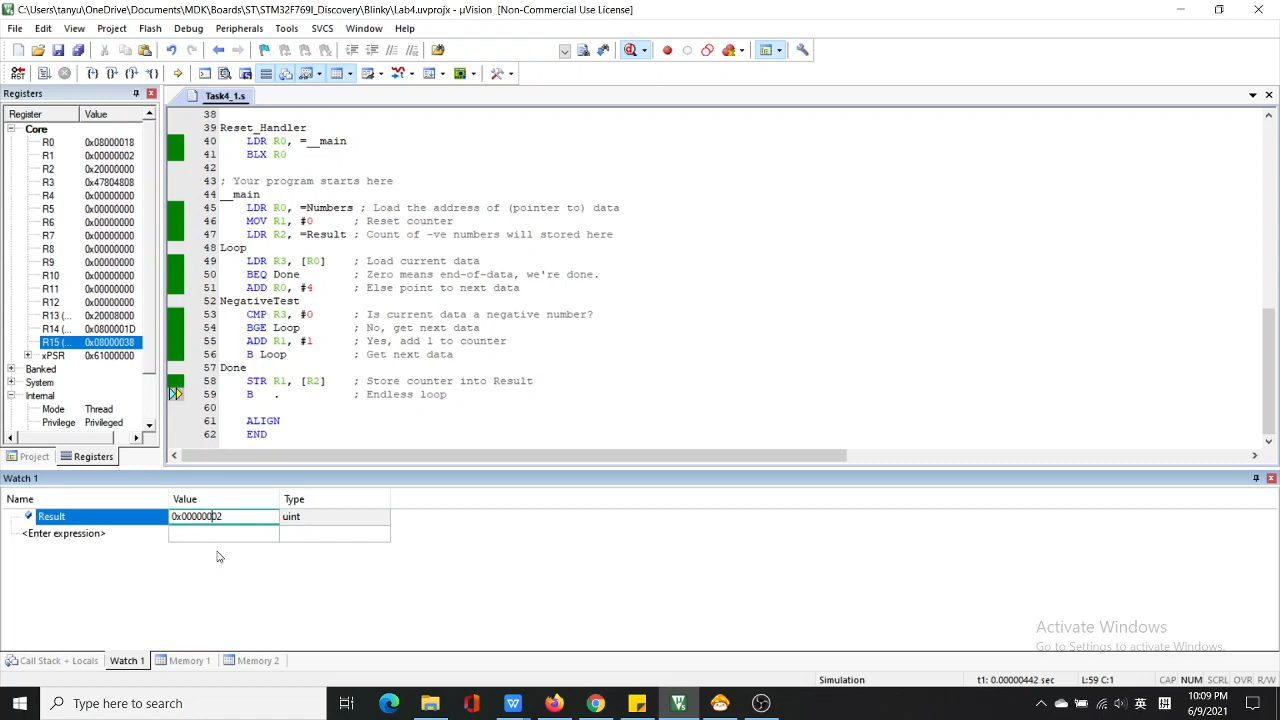 C:\Users\tanyu\OneDrive\Documents\MDK\Boards\ST\STM32F769I_Discovery\Blinky\Lab4.uvprojx - µVision [Non-Commercial Use License]
File Edit View Project Flash Debug Peripherals Tools SVCS Window Help
Registers
Task4_1.s
Register Value
Core
R0 0x08000018
R1 0x00000002
R2 0x20000000
R3 0x47804808
R4 0x00000000
R5 0x00000000
R6 0x00000000
R7 0x00000000
R8 0x00000000
R9 0x00000000
R10 0x00000000
R11 0x00000000
R12 0x00000000
R13 (... 0x20008000
R14 (... 0x0800001D
R15 (... 0x08000038
xPSR 0x61000000
Banked
System
Internal
Mode Thread
Privilege Privileged
Project Registers
38
39 Reset_Handler
40 LDR R0, =__main
41 BLX R0
42
43 ; Your program starts here
44 __main
45 LDR R0, =Numbers ; Load the address of (pointer to) data
46 MOV R1, #0 ; Reset counter
47 LDR R2, =Result ; Count of -ve numbers will stored here
48 Loop
49 LDR R3, [R0] ; Load current data
50 BEQ Done ; Zero means end-of-data, we're done.
51 ADD R0, #4 ; Else point to next data
52 NegativeTest
53 CMP R3, #0 ; Is current data a negative number?
54 BGE Loop ; No, get next data
55 ADD R1, #1 ; Yes, add 1 to counter
56 B Loop ; Get next data
57 Done
58 STR R1, [R2] ; Store counter into Result
59 B . ; Endless loop
60
61 ALIGN
62 END
Watch 1
Name Value Type
Result 0x00000002 uint
<Enter expression>
Activate Windows
Go to Settings to activate Windows.
Call Stack + Locals Watch 1 Memory 1 Memory 2
Simulation t1: 0.00000442 sec L:59 C:1 CAP NUM SCRL OVR R/W
Type here to search
英 拼
10:09 PM
6/9/2021